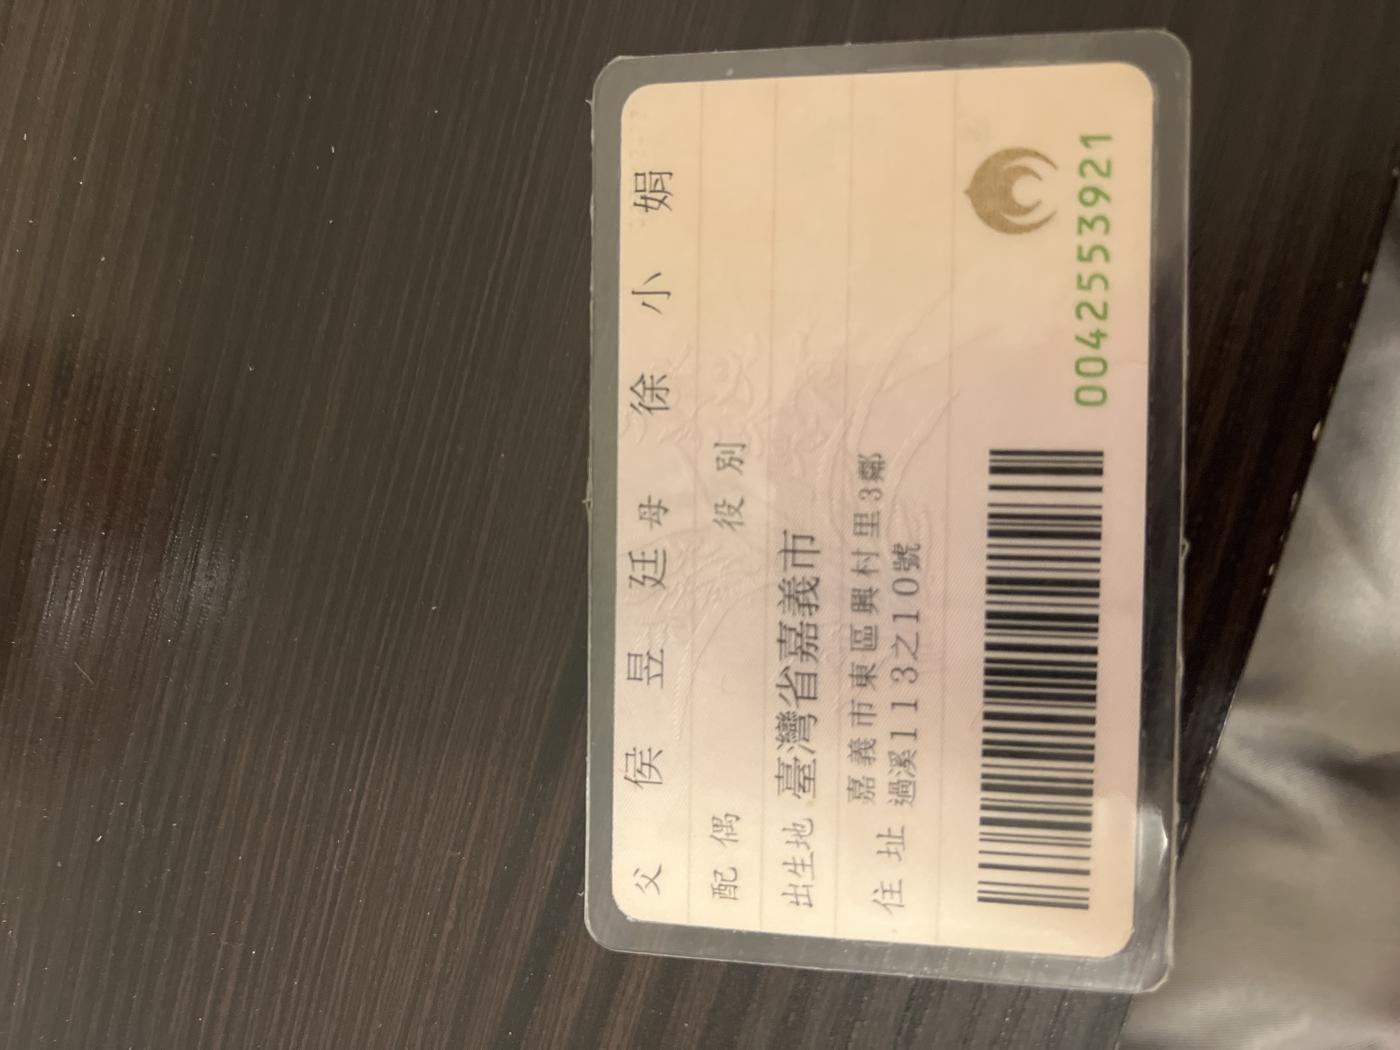 父 侯昱廷 母 徐小娟
配偶 役別
出生地 臺灣省嘉義市
住址 嘉義市東區興村里3鄰
過溪113之10號
0042553921